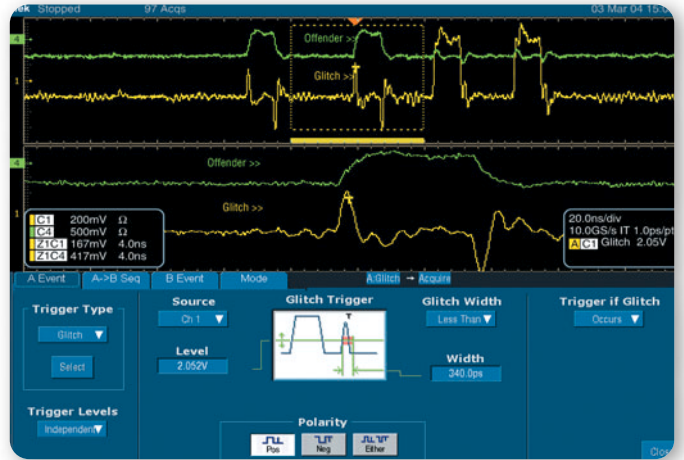 Tek Stopped 97 Acqs 03 Mar 04
4
Offender >>
1
Glitch >>
T
4
Offender >>
1
Glitch >>
T
C1 200mV Ω
C4 500mV Ω
Z1C1 167mV 4.0ns
Z1C4 417mV 4.0ns
20.0ns/div
10.0GS/s IT 1.0ps/pt
A C1 Glitch 2.05V
A Event A->B Seq B Event Mode A:Glitch → Acquire
Trigger Type
Glitch
Select
Trigger Levels
Independent
Source
Ch 1
Level
2.052V
Glitch Trigger
T
Glitch Width
Less Than
Width
340.0ps
Trigger if Glitch
Occurs
Polarity
Pos Neg Either